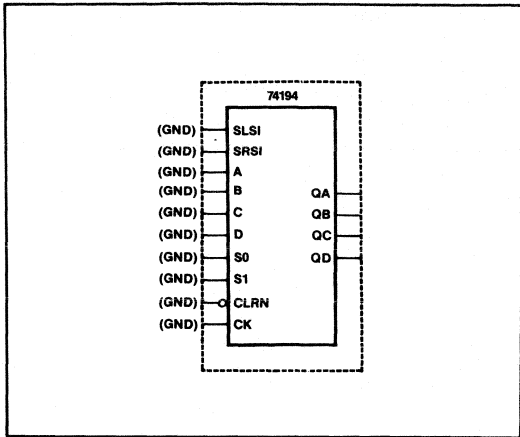 74194
(GND) SLSI
(GND) SRSI
(GND) A
(GND) B
(GND) C
(GND) D
(GND) S0
(GND) S1
(GND) CLRN
(GND) CK
QA
QB
QC
QD